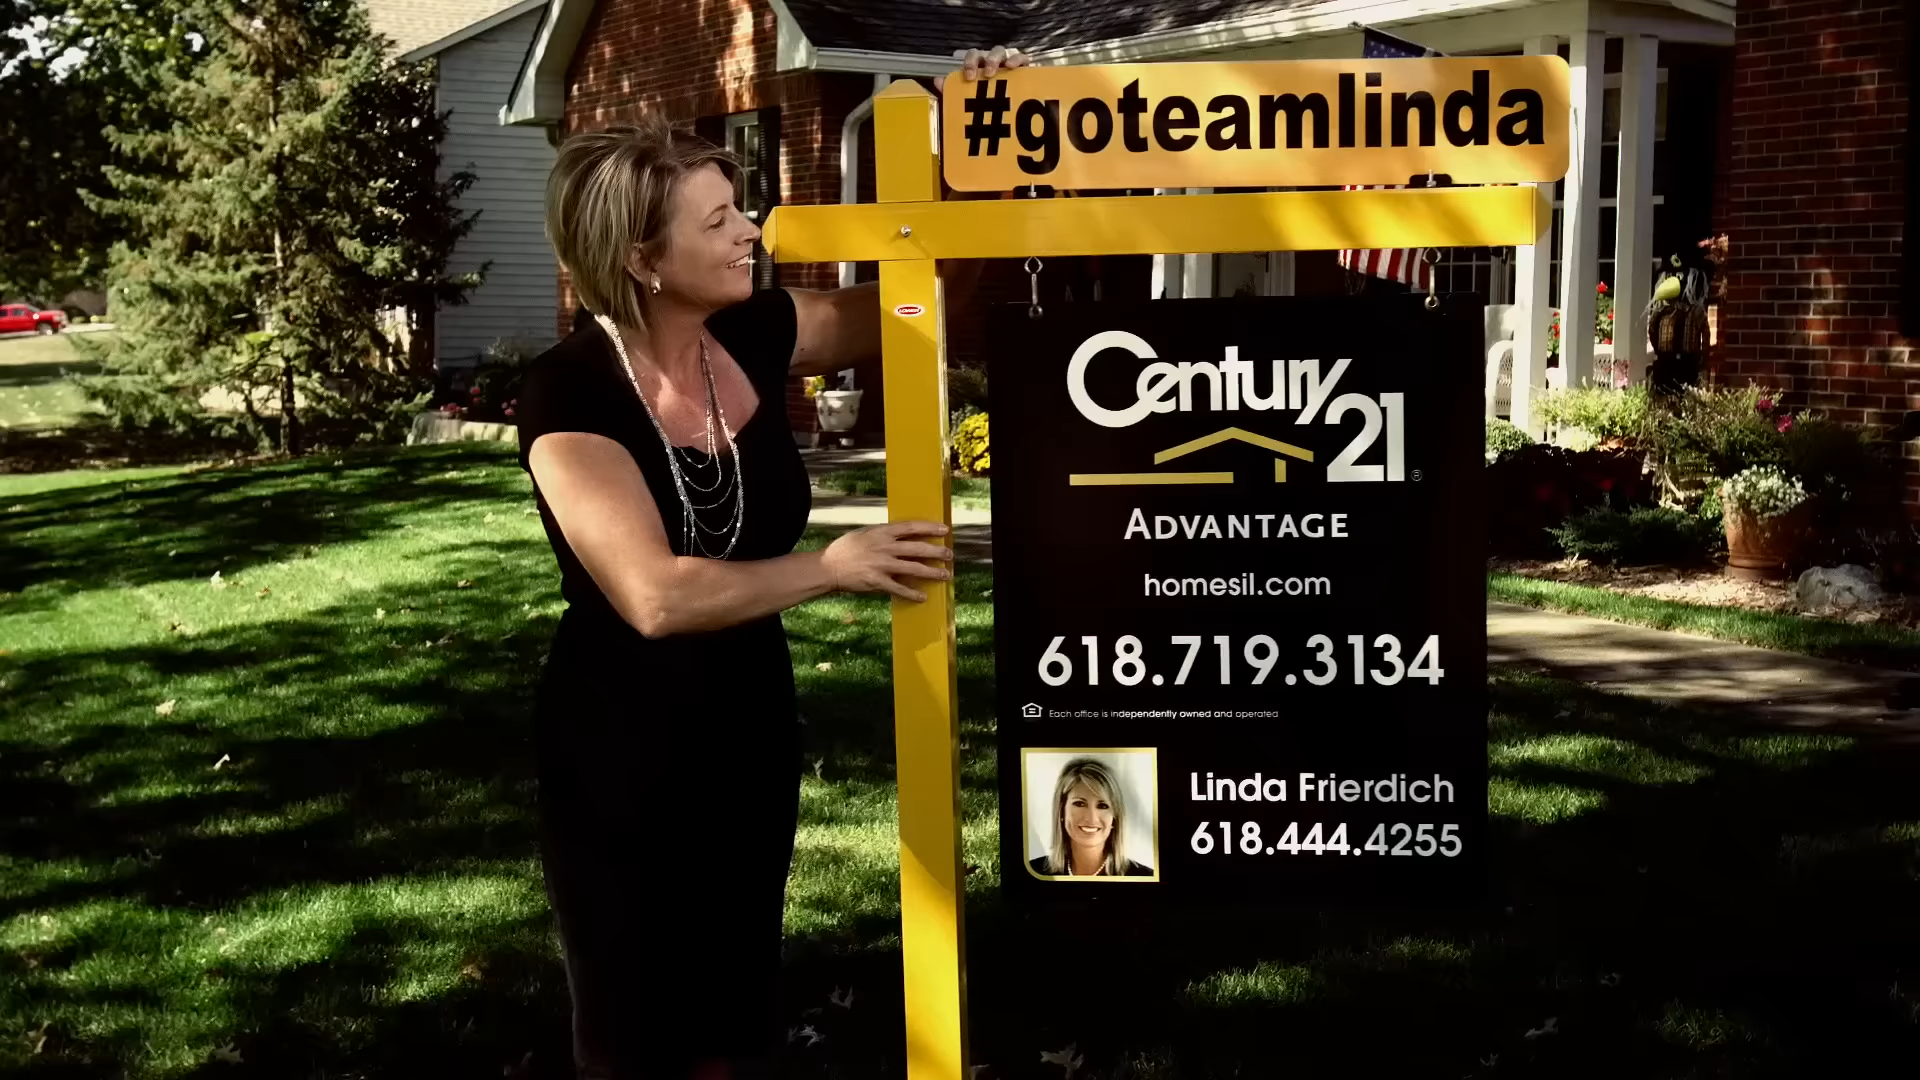 #goteamlinda
Century 21®
ADVANTAGE
homesil.com
618.719.3134
Each office is independently owned and operated
Linda Frierdich
618.444.4255